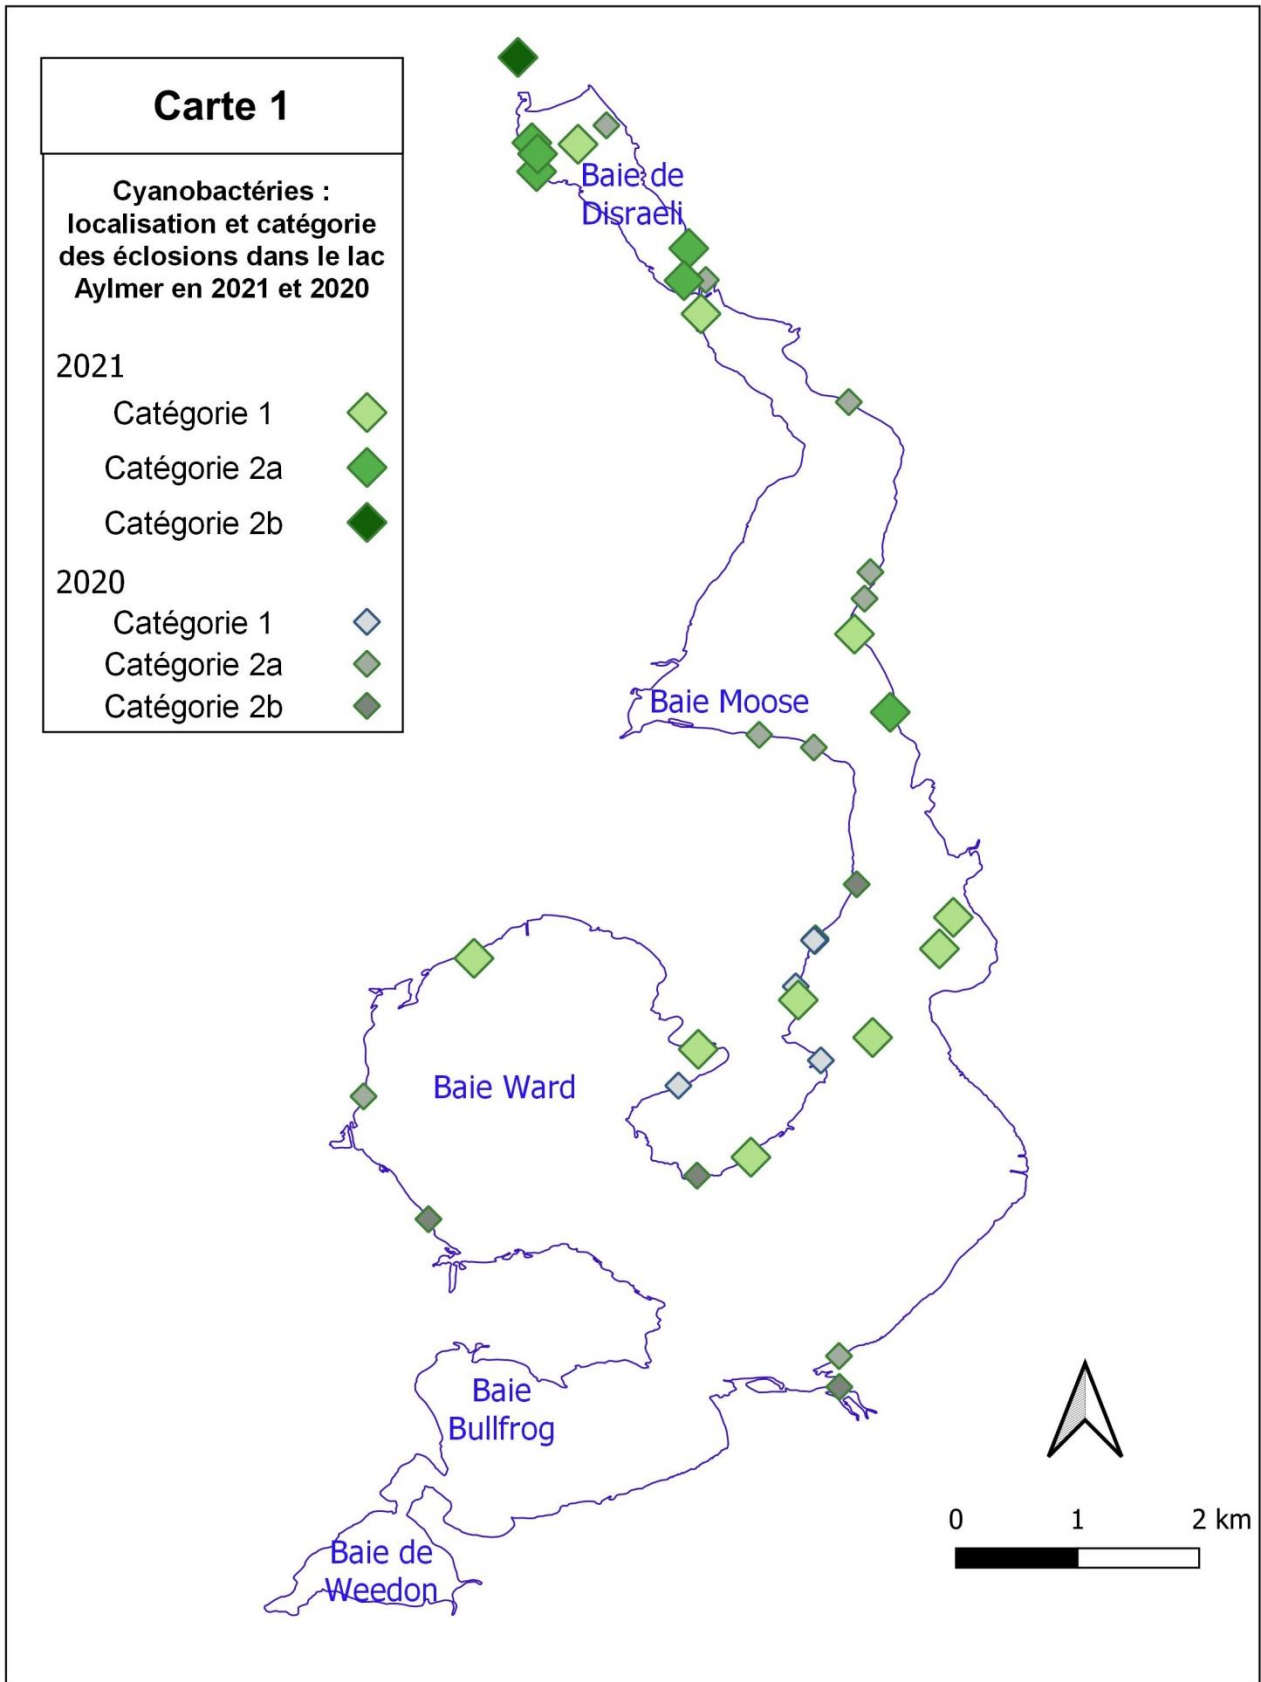 Carte 1
Cyanobactéries :
localisation et catégorie
des éclosions dans le lac
Aylmer en 2021 et 2020
2021
Catégorie 1
Catégorie 2a
Catégorie 2b
2020
Catégorie 1
Catégorie 2a
Catégorie 2b
Baie de
Disraeli
Baie Moose
Baie Ward
Baie
Bullfrog
Baie de
Weedon
0 1 2 km